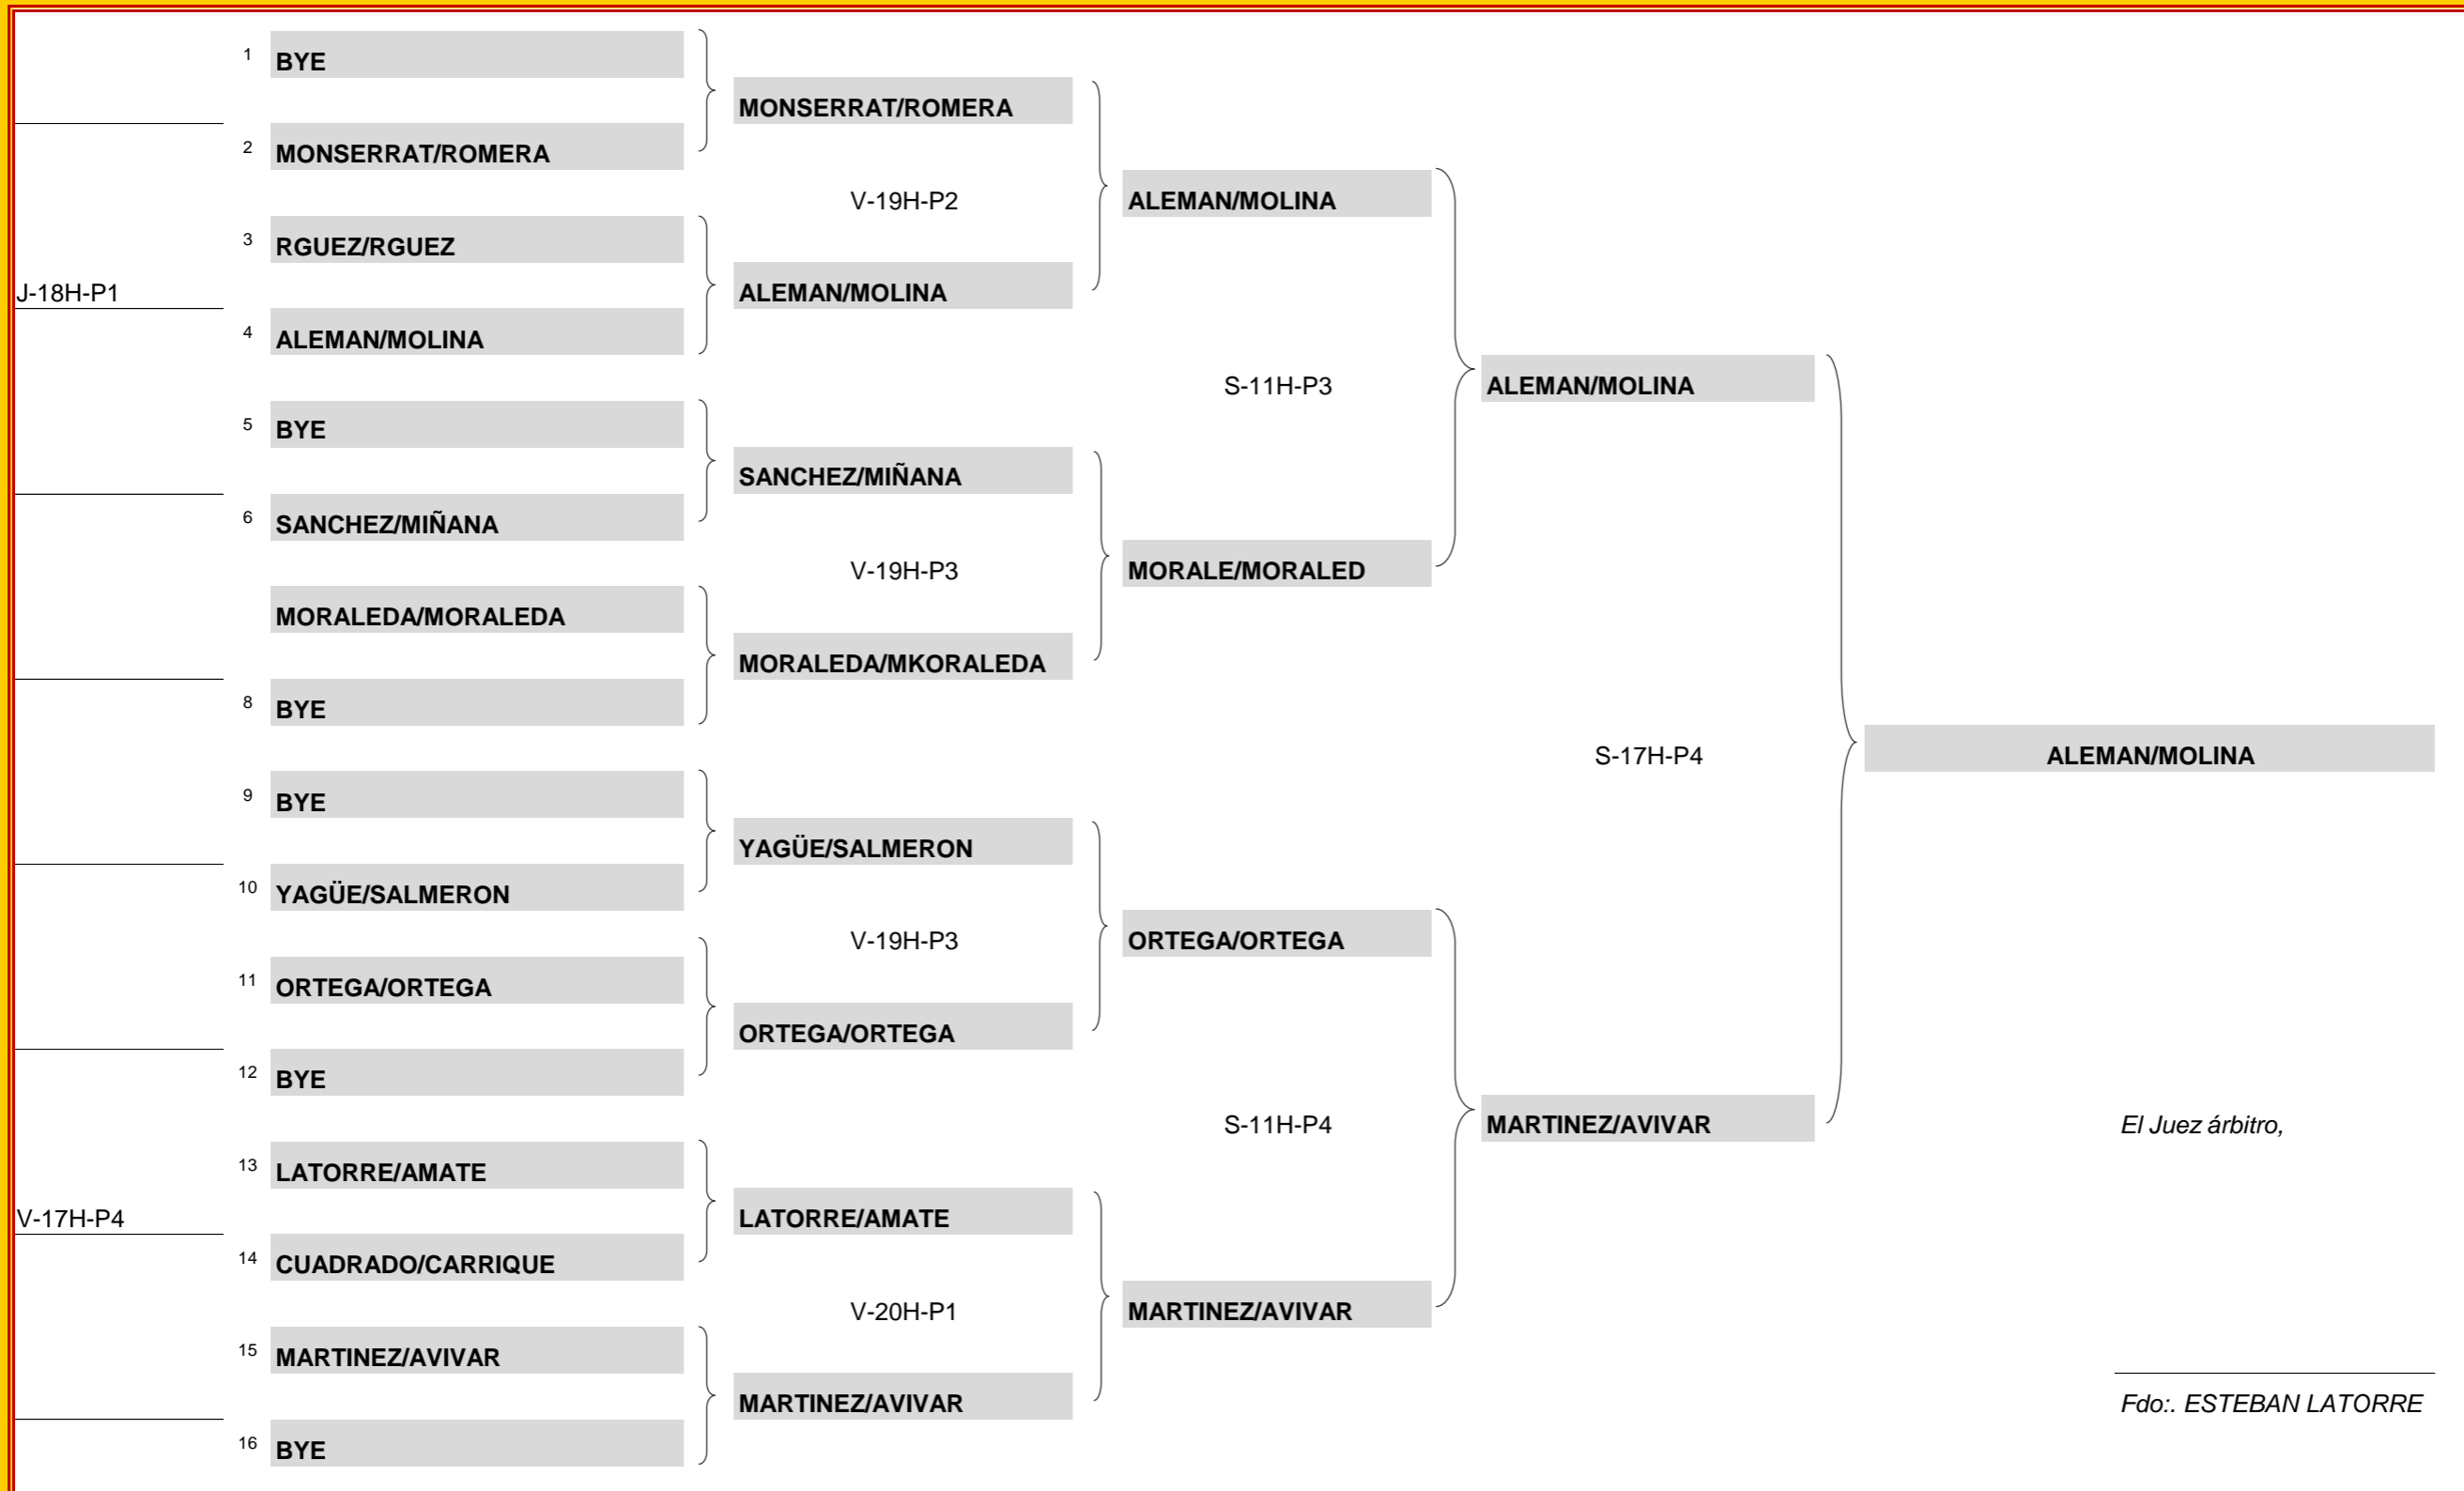 1 BYE
MONSERRAT/ROMERA
2 MONSERRAT/ROMERA
V-19H-P2 ALEMAN/MOLINA
3 RGUEZ/RGUEZ
J-18H-P1 ALEMAN/MOLINA
4 ALEMAN/MOLINA
S-11H-P3 ALEMAN/MOLINA
5 BYE
SANCHEZ/MIÑANA
6 SANCHEZ/MIÑANA
V-19H-P3 MORALE/MORALED
MORALEDA/MORALEDA
MORALEDA/MKORALEDA
8 BYE
S-17H-P4 ALEMAN/MOLINA
9 BYE
YAGÜE/SALMERON
10 YAGÜE/SALMERON
V-19H-P3 ORTEGA/ORTEGA
11 ORTEGA/ORTEGA
ORTEGA/ORTEGA
12 BYE
S-11H-P4 MARTINEZ/AVIVAR El Juez árbitro,
13 LATORRE/AMATE
V-17H-P4 LATORRE/AMATE
14 CUADRADO/CARRIQUE
V-20H-P1 MARTINEZ/AVIVAR
15 MARTINEZ/AVIVAR
MARTINEZ/AVIVAR Fdo:. ESTEBAN LATORRE
16 BYE